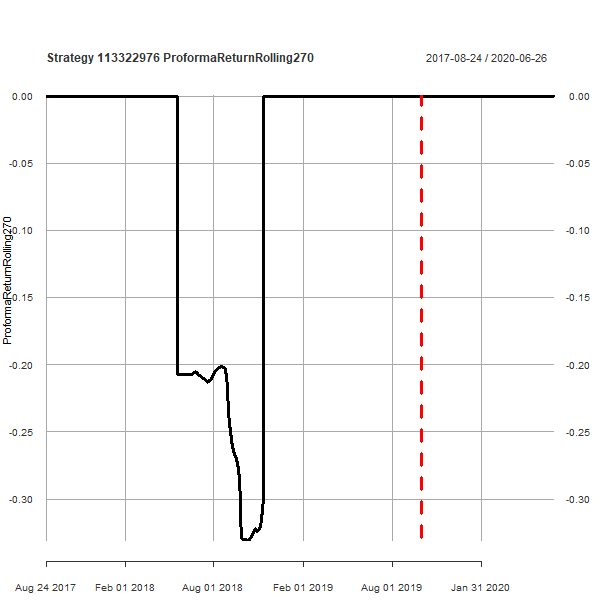 Strategy 113322976 ProformaReturnRolling270
2017-08-24 / 2020-06-26
ProformaReturnRolling270
0.00 0.00
-0.05 -0.05
-0.10 -0.10
-0.15 -0.15
-0.20 -0.20
-0.25 -0.25
-0.30 -0.30
Aug 24 2017 Feb 01 2018 Aug 01 2018 Feb 01 2019 Aug 01 2019 Jan 31 2020